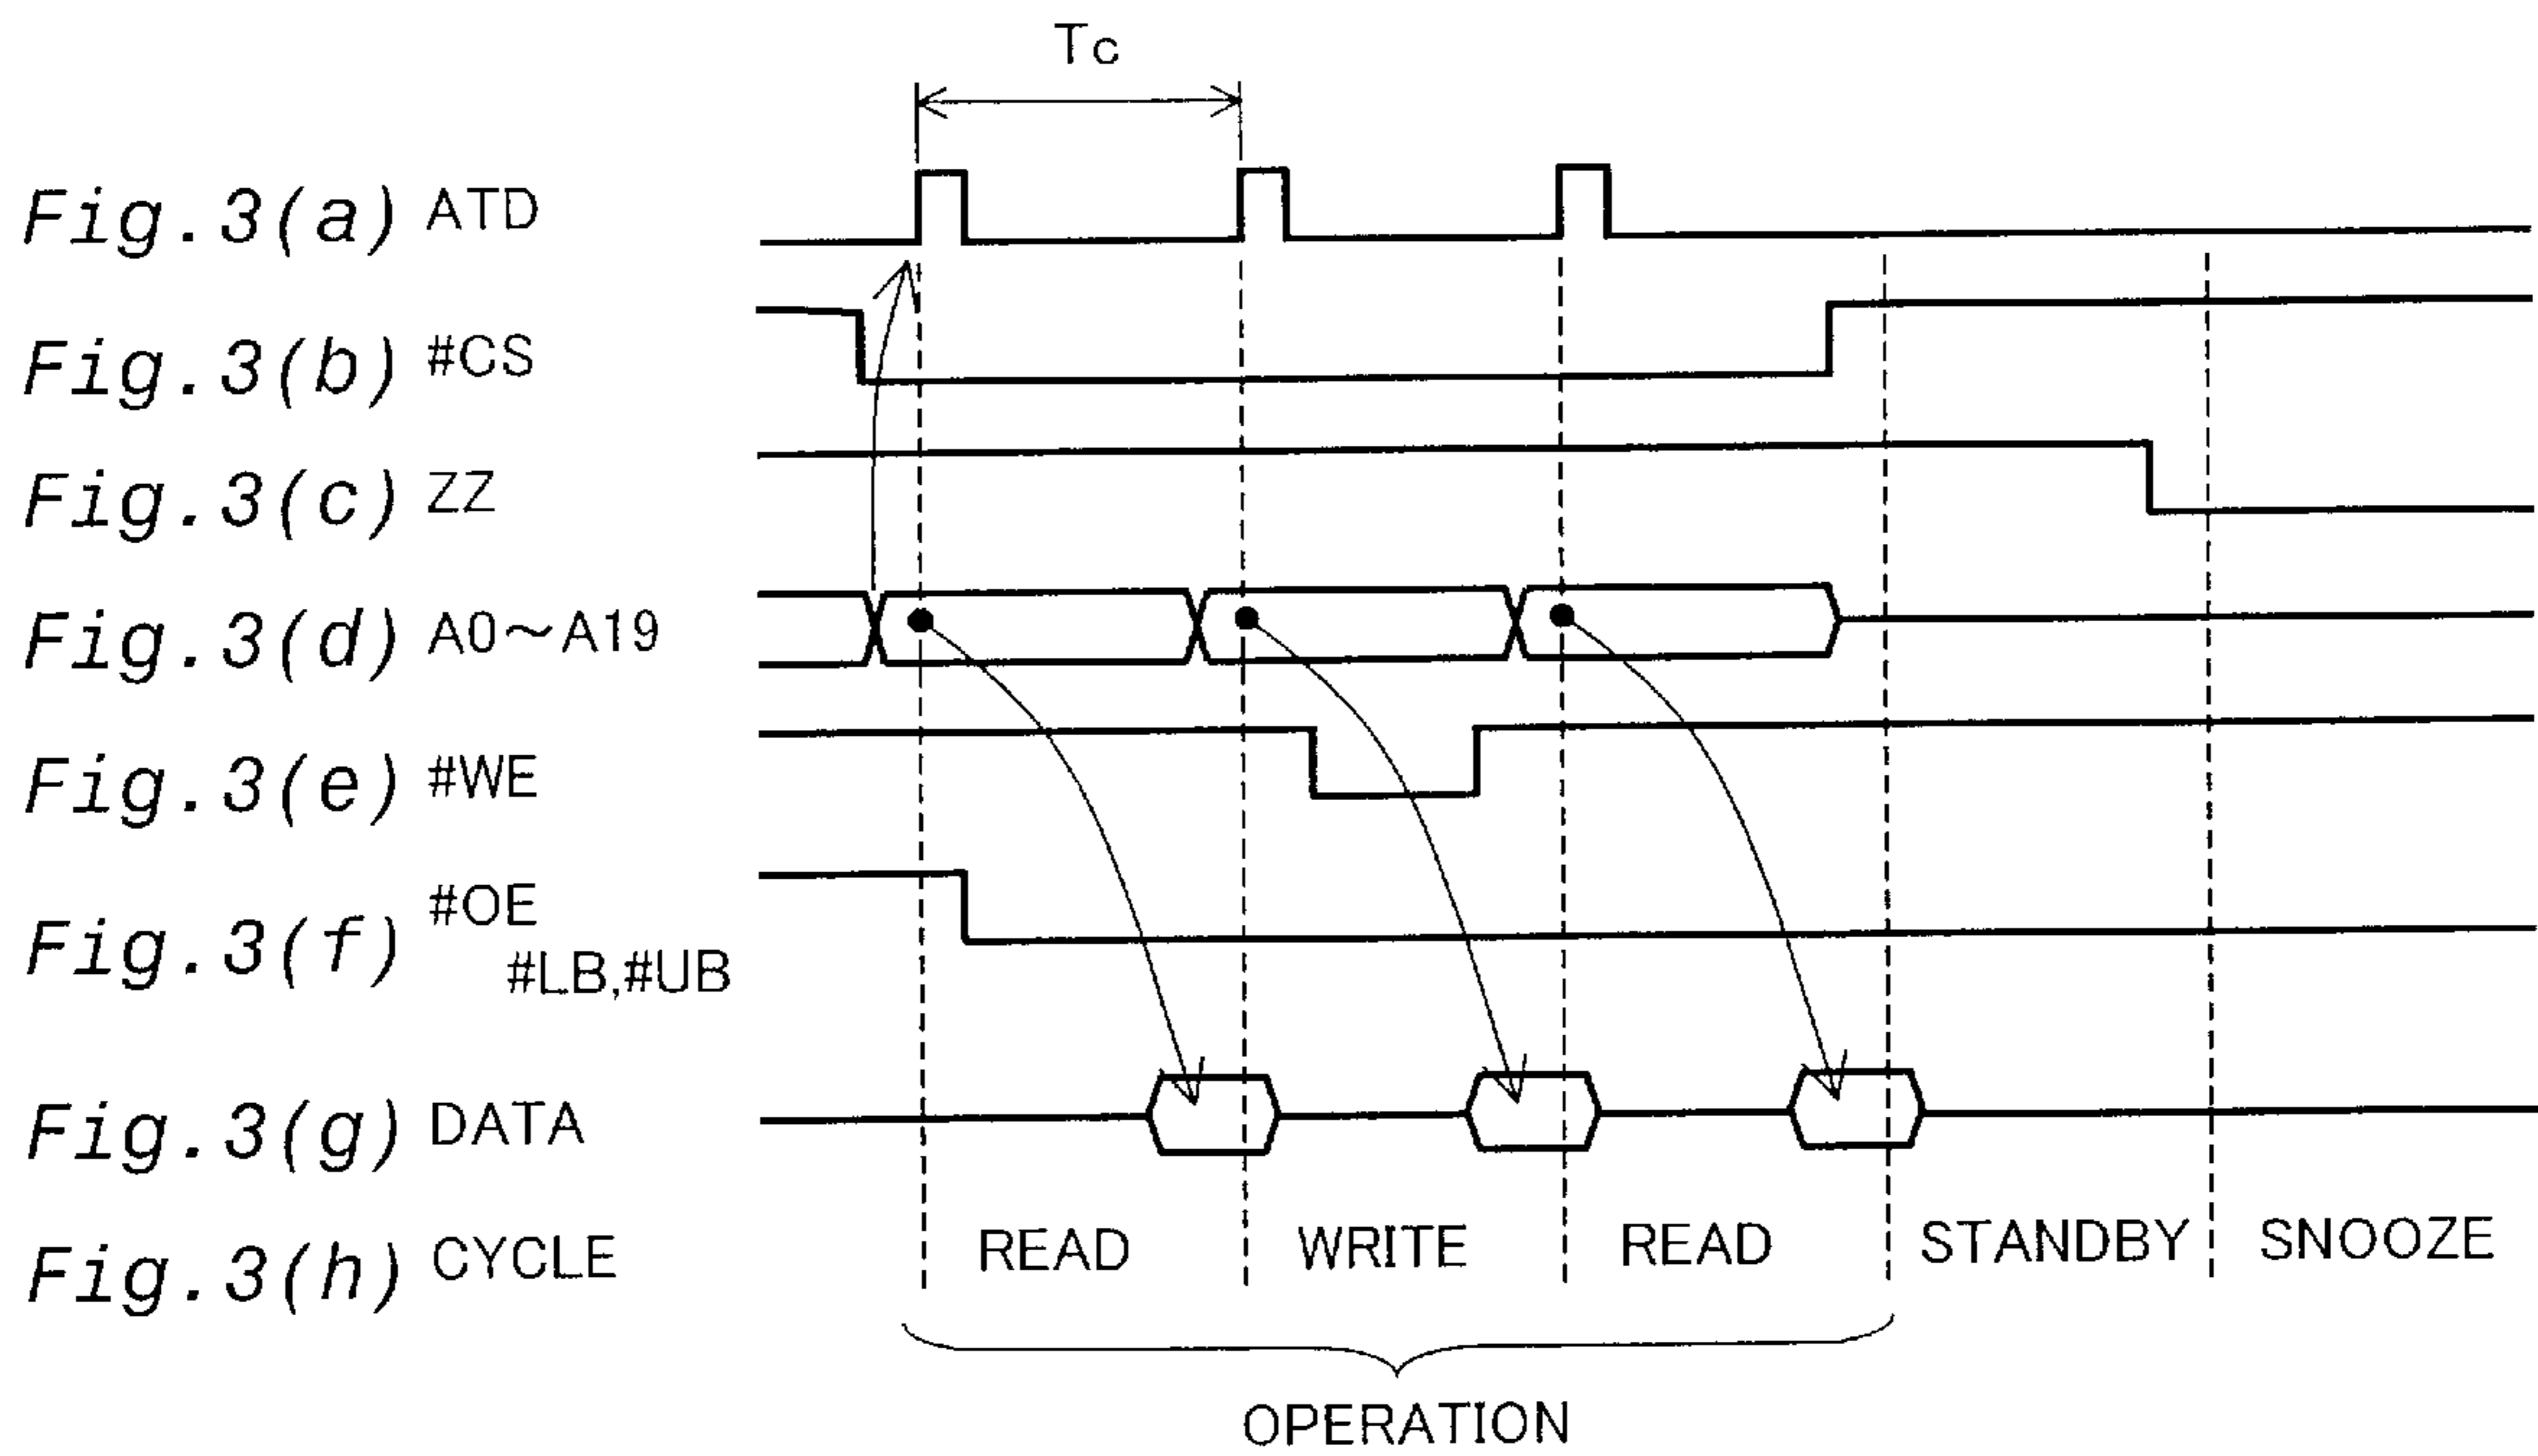 Tc
Fig.3(a) ATD
Fig.3(b) #CS
Fig.3(c) ZZ
Fig.3(d) A0～A19
Fig.3(e) #WE
Fig.3(f) #OE
#LB,#UB
Fig.3(g) DATA
Fig.3(h) CYCLE READ WRITE READ STANDBY SNOOZE
OPERATION